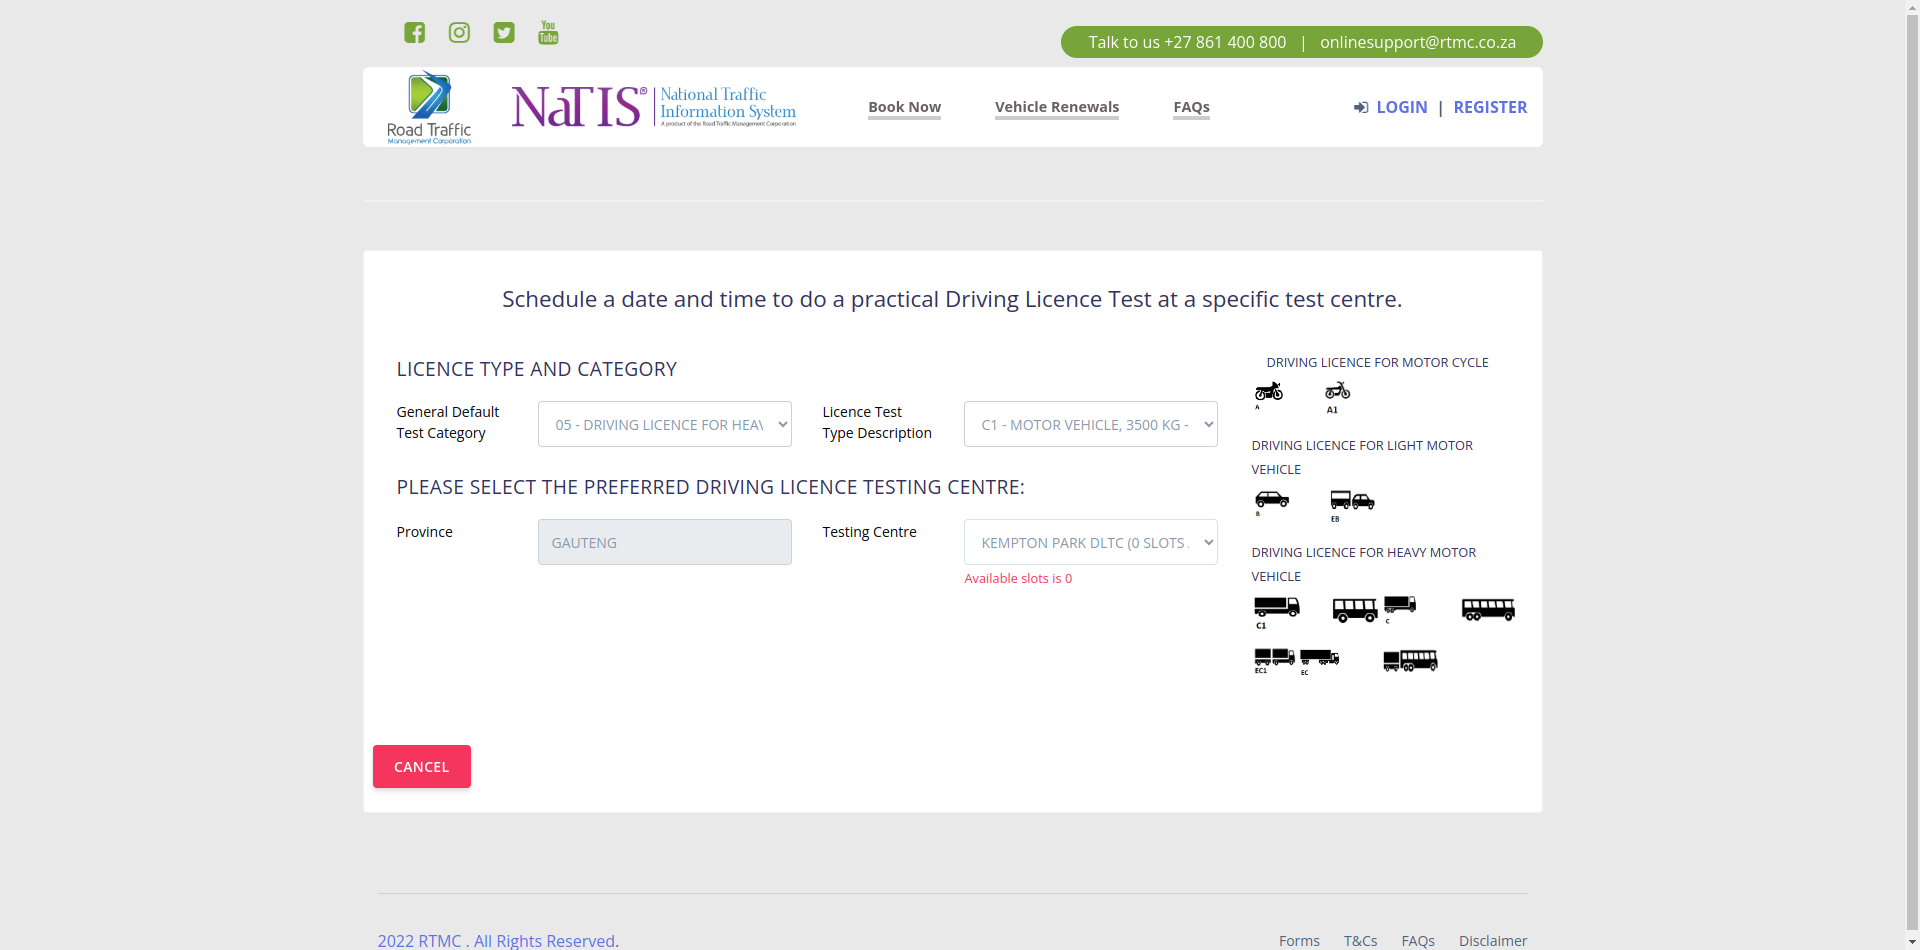 You
Tube
Talk to us +27 861 400 800 | onlinesupport@rtmc.co.za
Road Traffic
Management Corporation
NaTIS®
National Traffic
Information System
A product of the Road Traffic Management Corporation
Book Now
Vehicle Renewals
FAQs
LOGIN | REGISTER
Schedule a date and time to do a practical Driving Licence Test at a specific test centre.
LICENCE TYPE AND CATEGORY
General Default
Test Category
05 - DRIVING LICENCE FOR HEAV
Licence Test
Type Description
C1 - MOTOR VEHICLE, 3500 KG -
PLEASE SELECT THE PREFERRED DRIVING LICENCE TESTING CENTRE:
Province
GAUTENG
Testing Centre
KEMPTON PARK DLTC (0 SLOTS
Available slots is 0
DRIVING LICENCE FOR MOTOR CYCLE
A
A1
DRIVING LICENCE FOR LIGHT MOTOR
VEHICLE
B
EB
DRIVING LICENCE FOR HEAVY MOTOR
VEHICLE
C1
C
EC1
EC
CANCEL
2022 RTMC . All Rights Reserved.
Forms
T&Cs
FAQs
Disclaimer